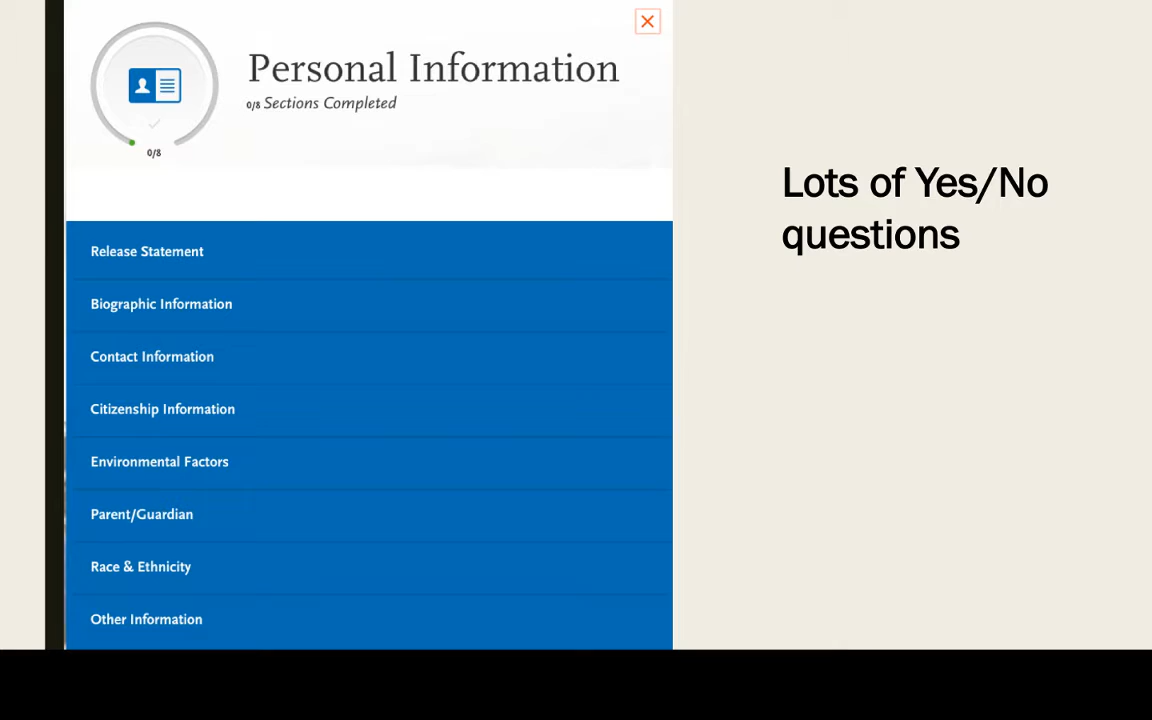 Personal Information
0/8 Sections Completed
0/8
Release Statement
Biographic Information
Contact Information
Citizenship Information
Environmental Factors
Parent/Guardian
Race & Ethnicity
Other Information
Lots of Yes/No
questions